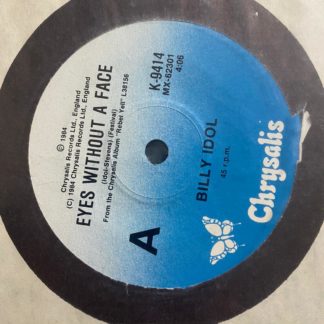 Chrysalis
K-9414
MX-62301
4:06
45 r.p.m.
A
BILLY IDOL
EYES WITHOUT A FACE
(Idol-Stevens) (Festival)
From the Chrysalis Album "Rebel Yell" L38156
℗ 1984
Chrysalis Records Ltd., England
(C) 1984 Chrysalis Records Ltd., England